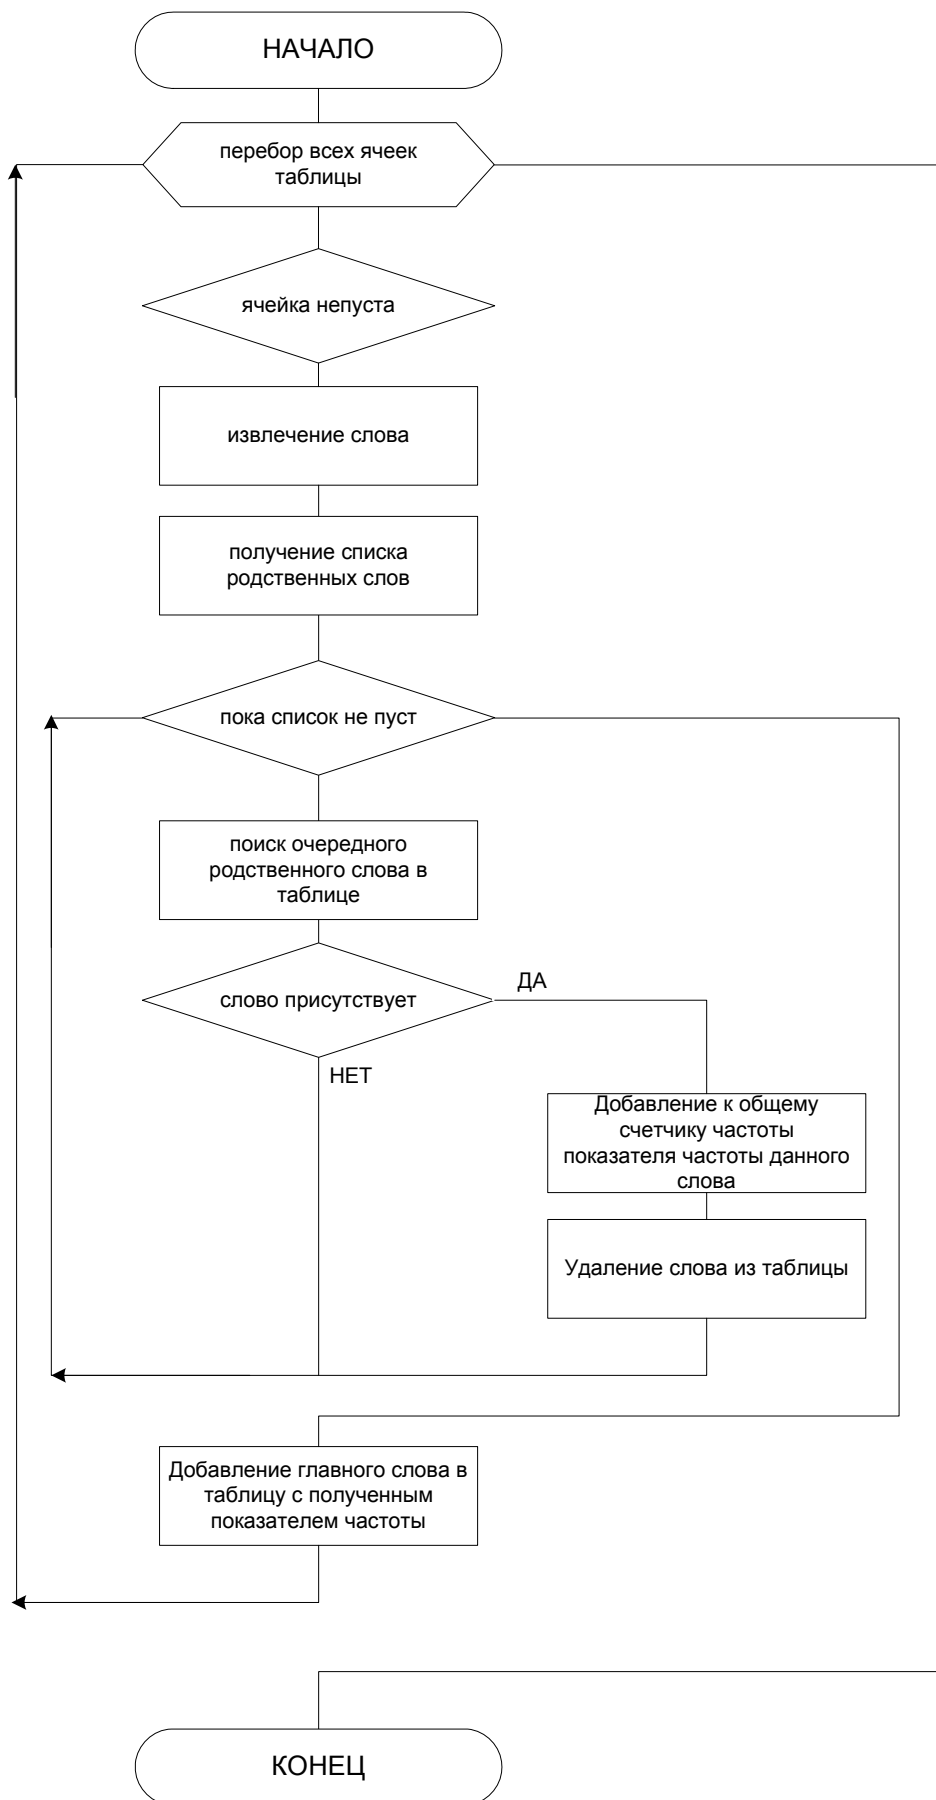 НАЧАЛО
перебор всех ячеек
таблицы
ячейка непуста
извлечение слова
получение списка
родственных слов
пока список не пуст
поиск очередного
родственного слова в
таблице
слово присутствует
ДА
НЕТ
Добавление к общему
счетчику частоты
показателя частоты данного
слова
Удаление слова из таблицы
Добавление главного слова в
таблицу с полученным
показателем частоты
КОНЕЦ